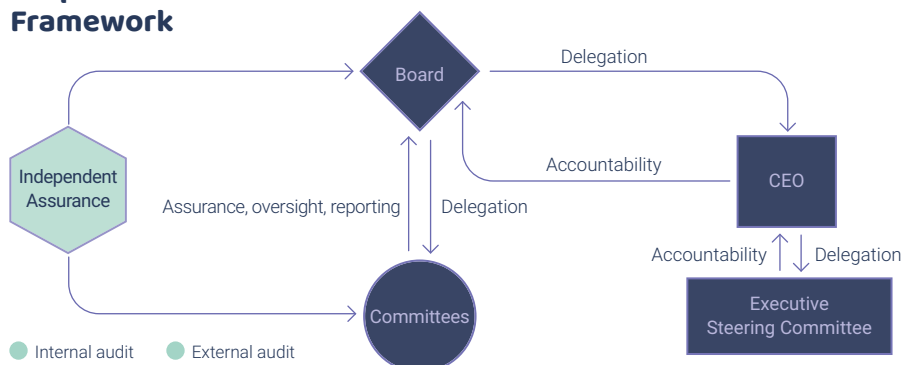 Framework
Board
Delegation
Independent
Assurance
Accountability
CEO
Assurance, oversight, reporting
Delegation
Accountability
Delegation
Committees
Executive
Steering Committee
Internal audit
External audit